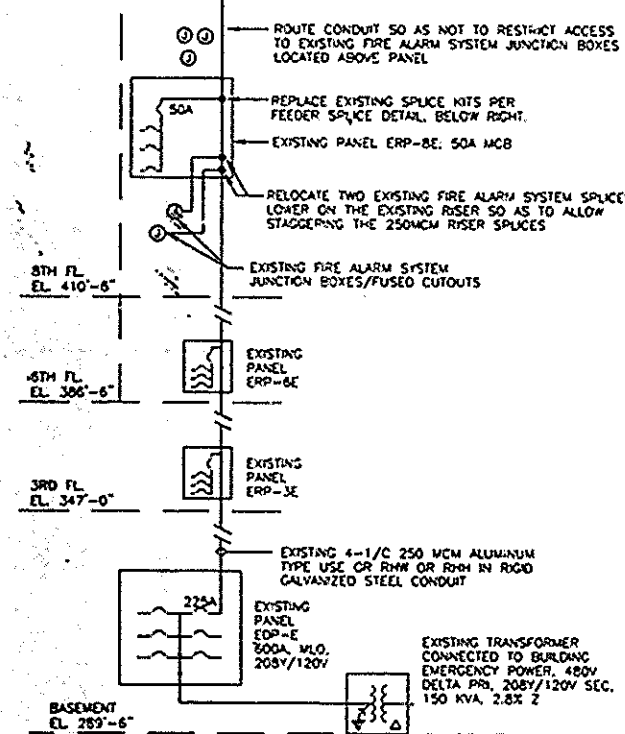 ROUTE CONDUIT SO AS NOT TO RESTRICT ACCESS
TO EXISTING FIRE ALARM SYSTEM JUNCTION BOXES
LOCATED ABOVE PANEL
J J
J
50A
REPLACE EXISTING SPLICE KITS PER
FEEDER SPLICE DETAIL, BELOW RIGHT.
EXISTING PANEL ERP-8E; 50A MCB
RELOCATE TWO EXISTING FIRE ALARM SYSTEM SPLICE
LOWER ON THE EXISTING RISER SO AS TO ALLOW
STAGGERING THE 250MCM RISER SPLICES
J
J
EXISTING FIRE ALARM SYSTEM
JUNCTION BOXES/FUSED CUTOUTS
8TH FL.
EL. 410'-6"
EXISTING
PANEL
ERP-6E
6TH FL.
EL. 386'-6"
EXISTING
PANEL
ERP-3E
3RD FL.
EL. 347'-0"
EXISTING 4-1/C 250 MCM ALUMINUM
TYPE USE OR RHW OR RHH IN RIGID
GALVANIZED STEEL CONDUIT
225A
EXISTING
PANEL
EDP-E
600A, MLO,
208Y/120V
EXISTING TRANSFORMER
CONNECTED TO BUILDING
EMERGENCY POWER, 480V
DELTA PRI, 208Y/120V SEC,
150 KVA, 2.8% Z
BASEMENT
EL. 289'-6"